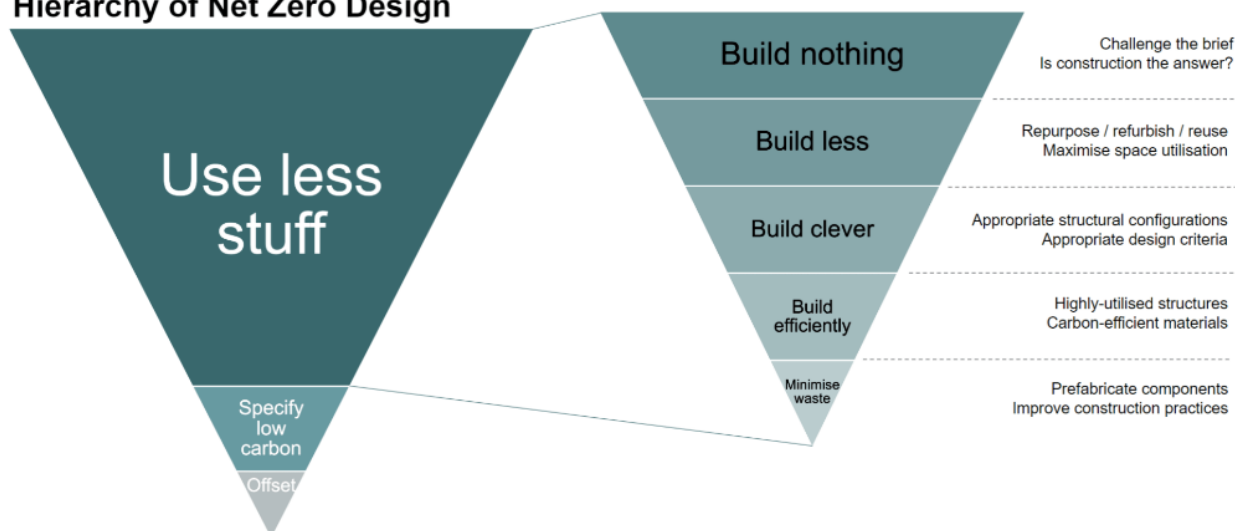 Hierarchy of Net Zero Design
Use less
stuff
Specify
low
carbon
Offset
Build nothing
Challenge the brief
Is construction the answer?
Build less
Repurpose / refurbish / reuse
Maximise space utilisation
Build clever
Appropriate structural configurations
Appropriate design criteria
Build
efficiently
Highly-utilised structures
Carbon-efficient materials
Minimise
waste
Prefabricate components
Improve construction practices